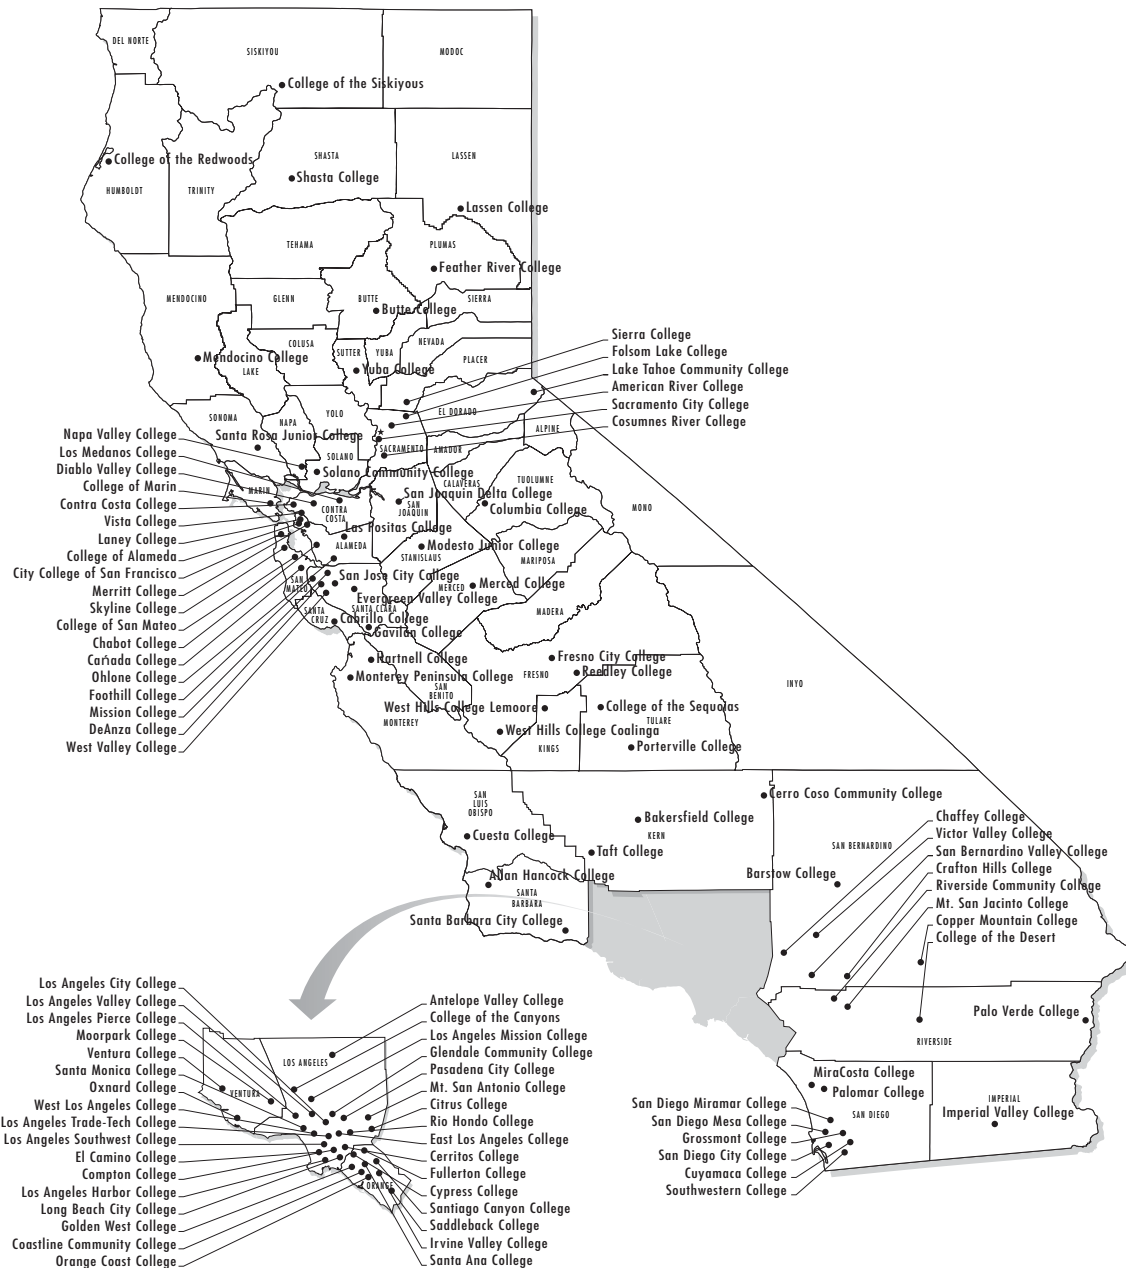 DEL NORTE
SISKIYOU
MODOC
College of the Siskiyous
College of the Redwoods
SHASTA
LASSEN
Shasta College
HUMBOLDT
TRINITY
Lassen College
TEHAMA
PLUMAS
Feather River College
MENDOCINO
GLENN
BUTTE
SIERRA
Butte College
COLUSA
NEVADA
SUTTER
YUBA
PLACER
Mendocino College
LAKE
Yuba College
Sierra College
Folsom Lake College
Lake Tahoe Community College
American River College
Sacramento City College
Cosumnes River College
SONOMA
NAPA
YOLO
EL DORADO
ALPINE
Santa Rosa Junior College
SACRAMENTO
AMADOR
SOLANO
Solano Community College
CALAVERAS
TUOLUMNE
MONO
MARIN
San Joaquin Delta College
SAN
JOAQUIN
Columbia College
CONTRA
COSTA
Las Positas College
ALAMEDA
Modesto Junior College
STANISLAUS
MARIPOSA
San Jose City College
SAN
MATEO
MERCED
Merced College
Evergreen Valley College
SANTA CLARA
SANTA
CRUZ
Cabrillo College
MADERA
Gavilan College
Napa Valley College
Los Medanos College
Diablo Valley College
College of Marin
Contra Costa College
Vista College
Laney College
College of Alameda
City College of San Francisco
Merritt College
Skyline College
College of San Mateo
Chabot College
Cañada College
Ohlone College
Foothill College
Mission College
DeAnza College
West Valley College
Hartnell College
Fresno City College
Monterey Peninsula College
FRESNO
Reedley College
INYO
SAN
BENITO
MONTEREY
West Hills College Lemoore
College of the Sequoias
TULARE
West Hills College Coalinga
KINGS
Porterville College
SAN
LUIS
OBISPO
Cerro Coso Community College
Bakersfield College
KERN
Cuesta College
Taft College
SAN BERNARDINO
Allan Hancock College
Barstow College
SANTA
BARBARA
Santa Barbara City College
Chaffey College
Victor Valley College
San Bernardino Valley College
Crafton Hills College
Riverside Community College
Mt. San Jacinto College
Copper Mountain College
College of the Desert
Palo Verde College
RIVERSIDE
MiraCosta College
Palomar College
SAN DIEGO
IMPERIAL
Imperial Valley College
San Diego Miramar College
San Diego Mesa College
Grossmont College
San Diego City College
Cuyamaca College
Southwestern College
Los Angeles City College
Los Angeles Valley College
Los Angeles Pierce College
Moorpark College
Ventura College
Santa Monica College
Oxnard College
West Los Angeles College
Los Angeles Trade-Tech College
Los Angeles Southwest College
El Camino College
Compton College
Los Angeles Harbor College
Long Beach City College
Golden West College
Coastline Community College
Orange Coast College
LOS ANGELES
VENTURA
ORANGE
Antelope Valley College
College of the Canyons
Los Angeles Mission College
Glendale Community College
Pasadena City College
Mt. San Antonio College
Citrus College
Rio Hondo College
East Los Angeles College
Cerritos College
Fullerton College
Cypress College
Santiago Canyon College
Saddleback College
Irvine Valley College
Santa Ana College